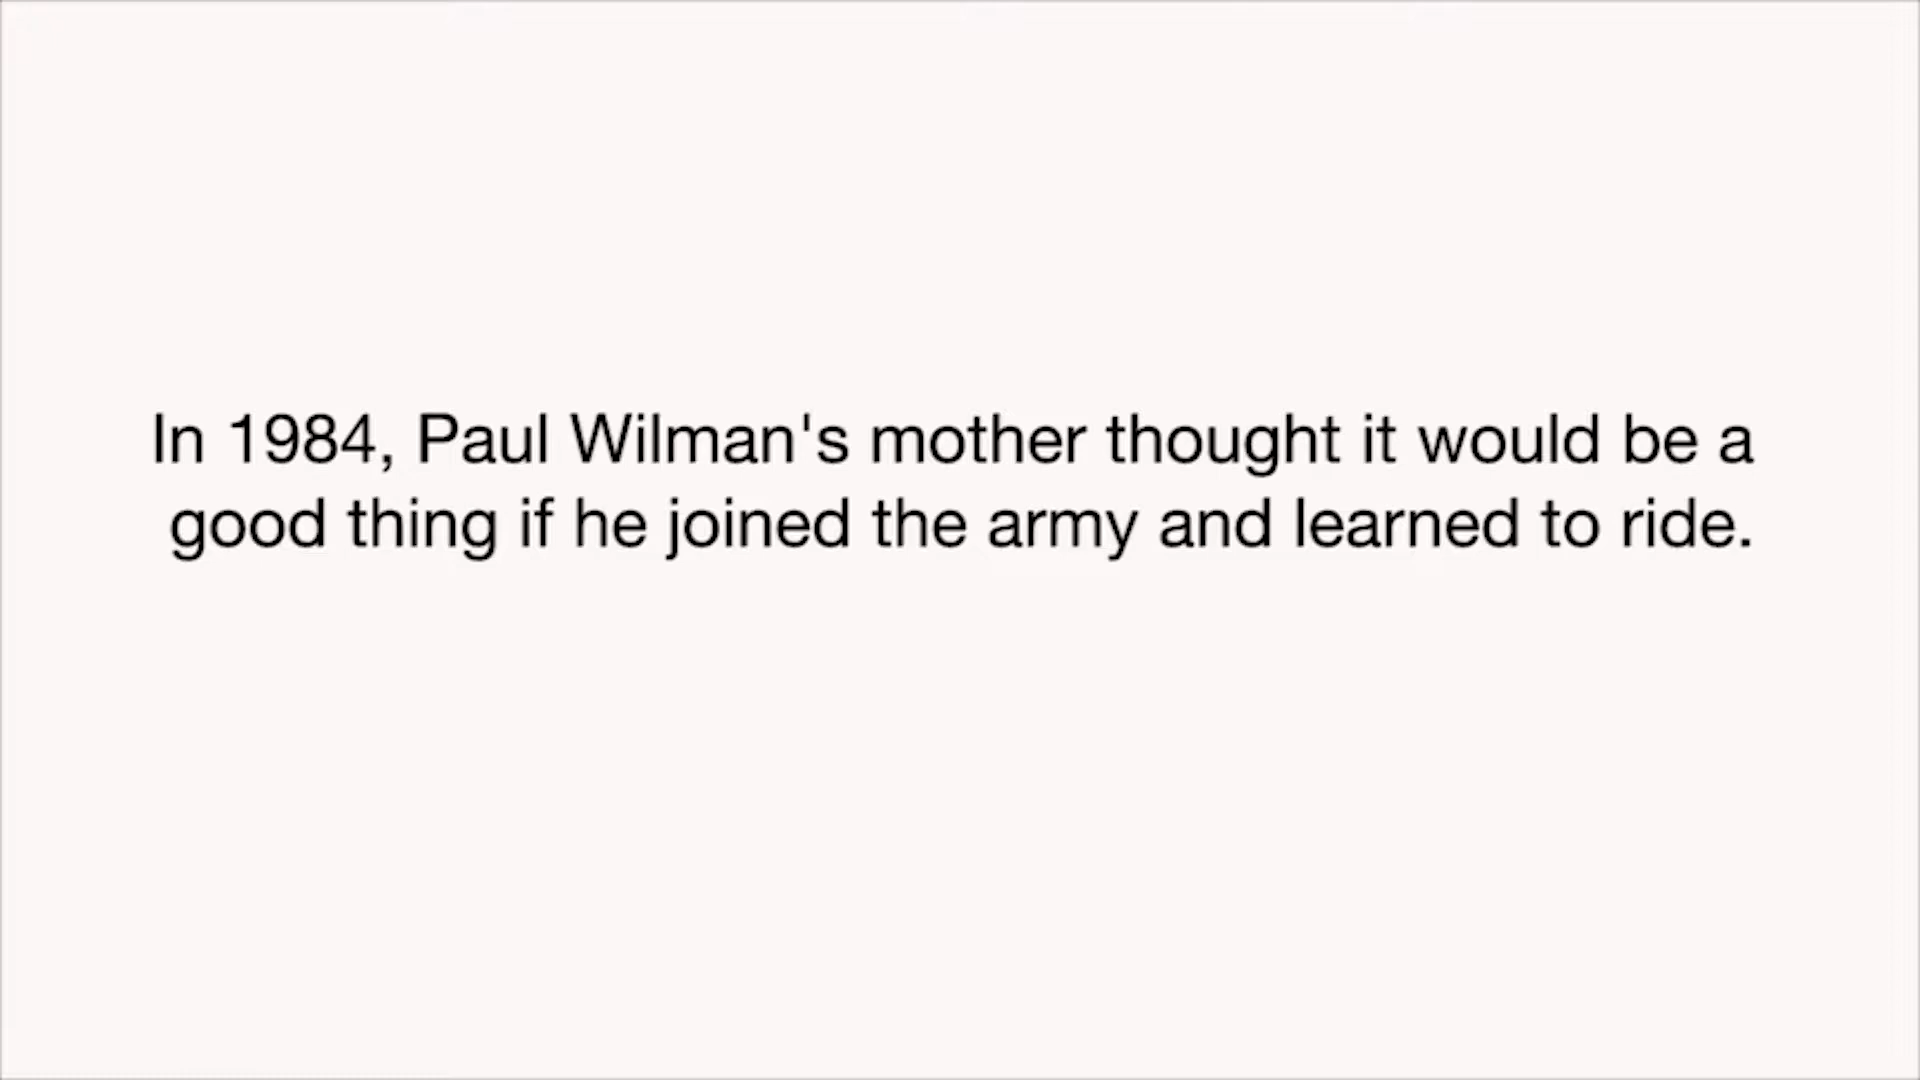 In 1984, Paul Wilman's mother thought it would be a
good thing if he joined the army and learned to ride.